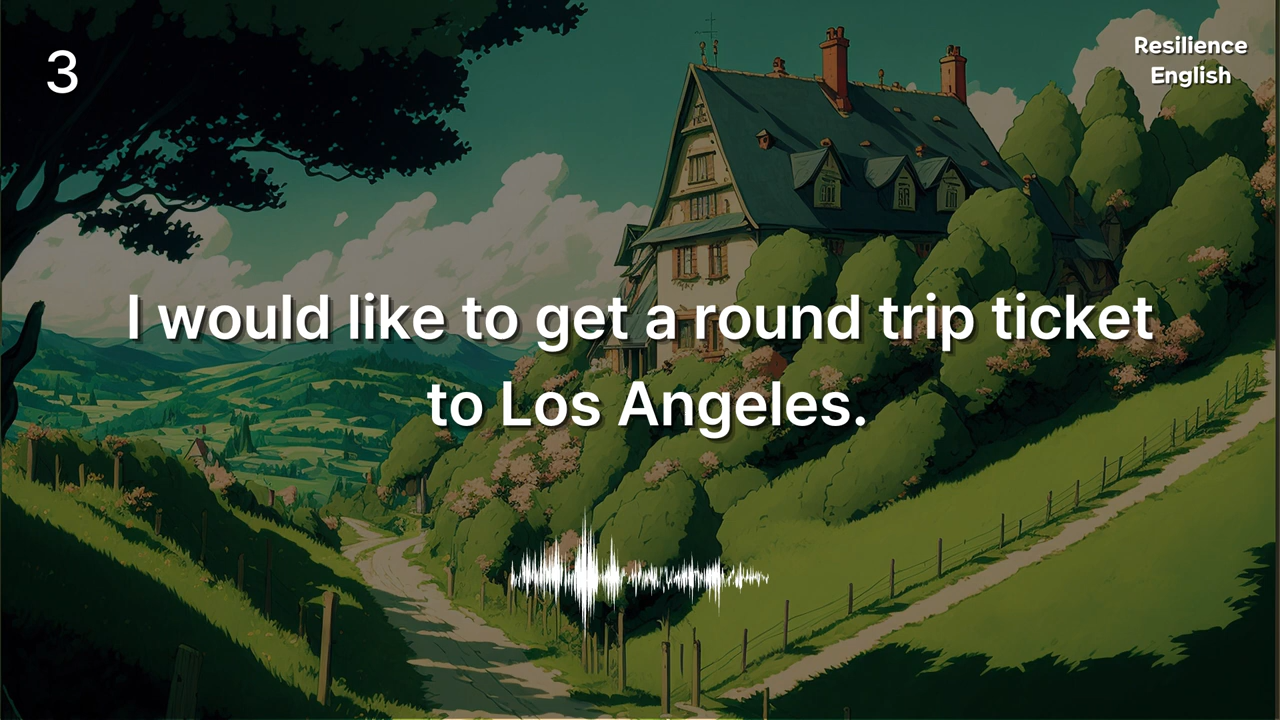 3
Resilience
English
I would like to get a round trip ticket
to Los Angeles.